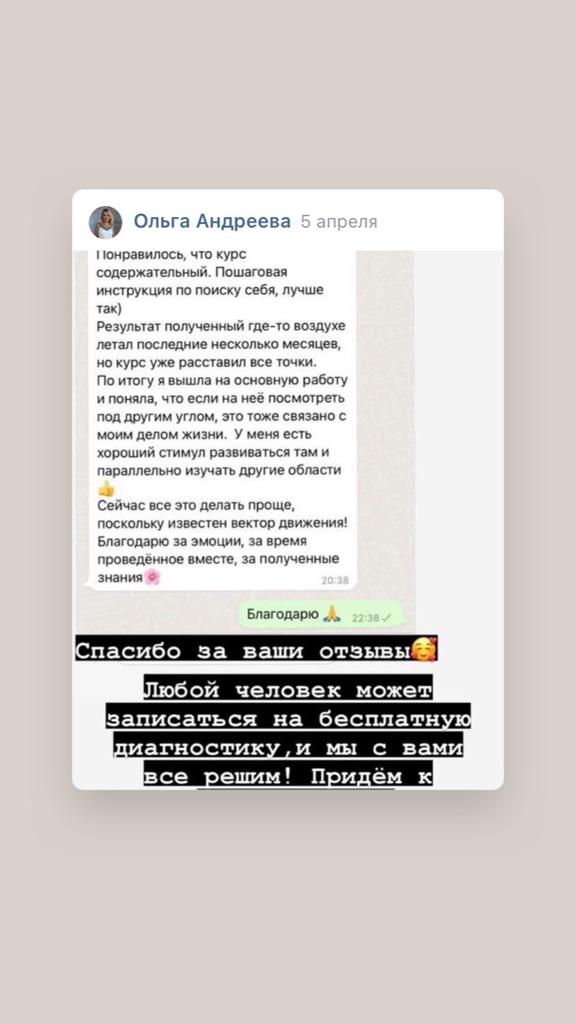 Ольга Андреева 5 апреля
Понравилось, что курс
содержательный. Пошаговая
инструкция по поиску себя, лучше
так)
Результат полученный где-то воздухе
летал последние несколько месяцев,
но курс уже расставил все точки.
По итогу я вышла на основную работу
и поняла, что если на неё посмотреть
под другим углом, это тоже связано с
моим делом жизни. У меня есть
хороший стимул развиваться там и
параллельно изучать другие области
👍
Сейчас все это делать проще,
поскольку известен вектор движения!
Благодарю за эмоции, за время
проведённое вместе, за полученные
знания🌸
20:38
Благодарю 🙏 22:38 ✓
Спасибо за ваши отзывы🥰
Любой человек может
записаться на бесплатную
диагностику,и мы с вами
все решим! Придём к